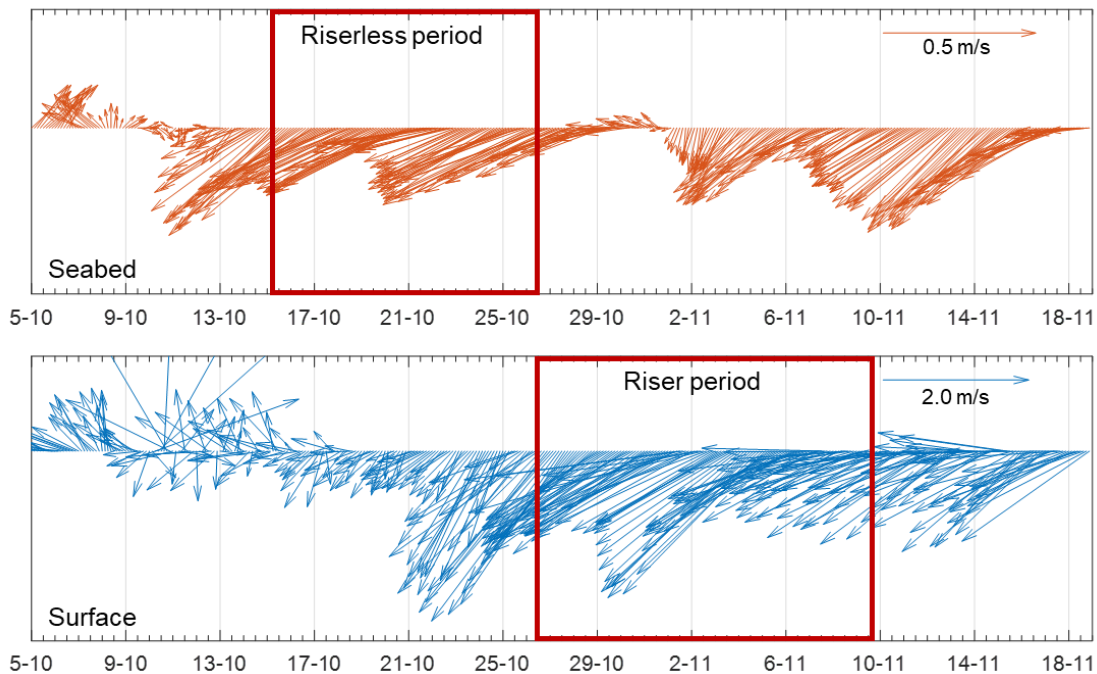 Riserless period
0.5 m/s
Seabed
5-10 9-10 13-10 17-10 21-10 25-10 29-10 2-11 6-11 10-11 14-11 18-11
Riser period
2.0 m/s
Surface
5-10 9-10 13-10 17-10 21-10 25-10 29-10 2-11 6-11 10-11 14-11 18-11